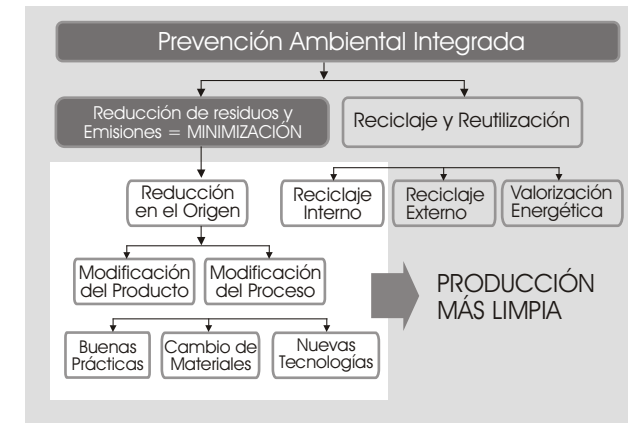 Prevención Ambiental Integrada
Reducción de residuos y
Emisiones = MINIMIZACIÓN
Reciclaje y Reutilización
Reducción
en el Origen
Reciclaje
Interno
Reciclaje
Externo
Valorización
Energética
Modificación
del Producto
Modificación
del Proceso
PRODUCCIÓN
MÁS LIMPIA
Buenas
Prácticas
Cambio de
Materiales
Nuevas
Tecnologías